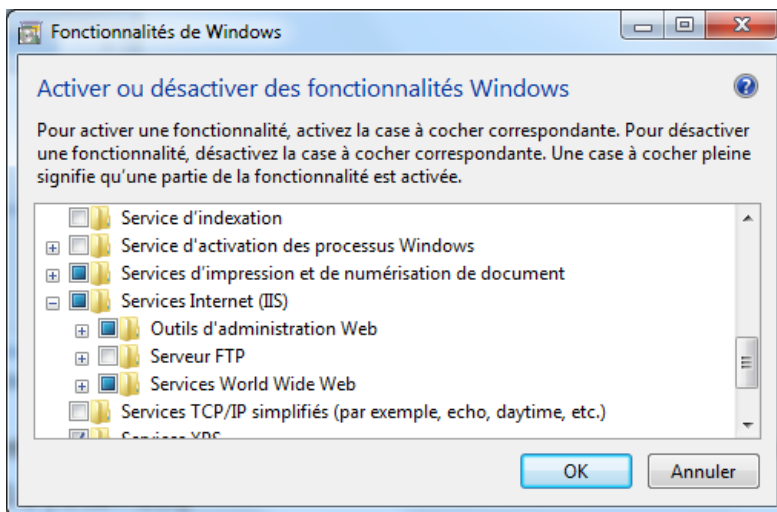 Fonctionnalités de Windows
Activer ou désactiver des fonctionnalités Windows
Pour activer une fonctionnalité, activez la case à cocher correspondante. Pour désactiver
une fonctionnalité, désactivez la case à cocher correspondante. Une case à cocher pleine
signifie qu'une partie de la fonctionnalité est activée.
Service d'indexation
Service d'activation des processus Windows
Services d'impression et de numérisation de document
Services Internet (IIS)
Outils d'administration Web
Serveur FTP
Services World Wide Web
Services TCP/IP simplifiés (par exemple, echo, daytime, etc.)
Services XPS
OK
Annuler